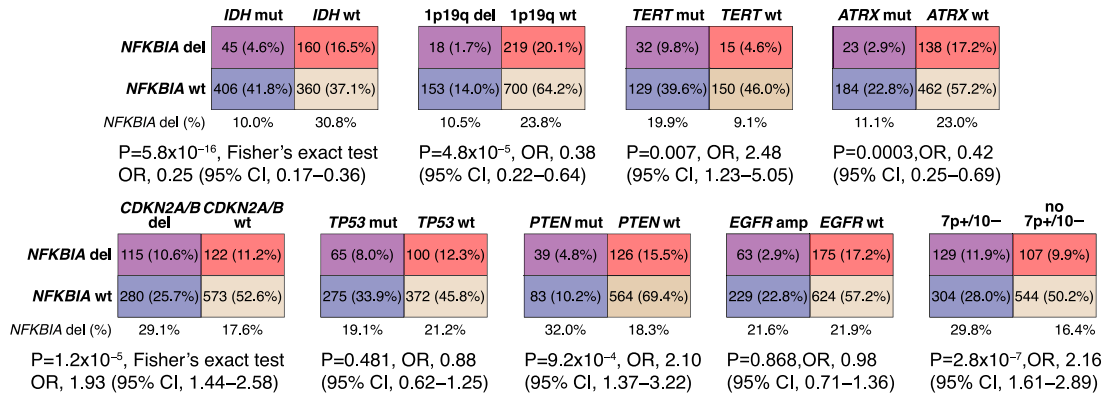 IDH mut IDH wt 1p19q del 1p19q wt TERT mut TERT wt ATRX mut ATRX wt
NFKBIA del 45 (4.6%) 160 (16.5%) 18 (1.7%) 219 (20.1%) 32 (9.8%) 15 (4.6%) 23 (2.9%) 138 (17.2%)
NFKBIA wt 406 (41.8%) 360 (37.1%) 153 (14.0%) 700 (64.2%) 129 (39.6%) 150 (46.0%) 184 (22.8%) 462 (57.2%)
NFKBIA del (%) 10.0% 30.8% 10.5% 23.8% 19.9% 9.1% 11.1% 23.0%
P=5.8x10⁻¹⁶, Fisher's exact test P=4.8x10⁻⁵, OR, 0.38 P=0.007, OR, 2.48 P=0.0003,OR, 0.42
OR, 0.25 (95% CI, 0.17–0.36) (95% CI, 0.22–0.64) (95% CI, 1.23–5.05) (95% CI, 0.25–0.69)
CDKN2A/B CDKN2A/B no
del wt TP53 mut TP53 wt PTEN mut PTEN wt EGFR amp EGFR wt 7p+/10− 7p+/10−
NFKBIA del 115 (10.6%) 122 (11.2%) 65 (8.0%) 100 (12.3%) 39 (4.8%) 126 (15.5%) 63 (2.9%) 175 (17.2%) 129 (11.9%) 107 (9.9%)
NFKBIA wt 280 (25.7%) 573 (52.6%) 275 (33.9%) 372 (45.8%) 83 (10.2%) 564 (69.4%) 229 (22.8%) 624 (57.2%) 304 (28.0%) 544 (50.2%)
NFKBIA del (%) 29.1% 17.6% 19.1% 21.2% 32.0% 18.3% 21.6% 21.9% 29.8% 16.4%
P=1.2x10⁻⁵, Fisher's exact test P=0.481, OR, 0.88 P=9.2x10⁻⁴, OR, 2.10 P=0.868,OR, 0.98 P=2.8x10⁻⁷,OR, 2.16
OR, 1.93 (95% CI, 1.44–2.58) (95% CI, 0.62–1.25) (95% CI, 1.37–3.22) (95% CI, 0.71–1.36) (95% CI, 1.61–2.89)